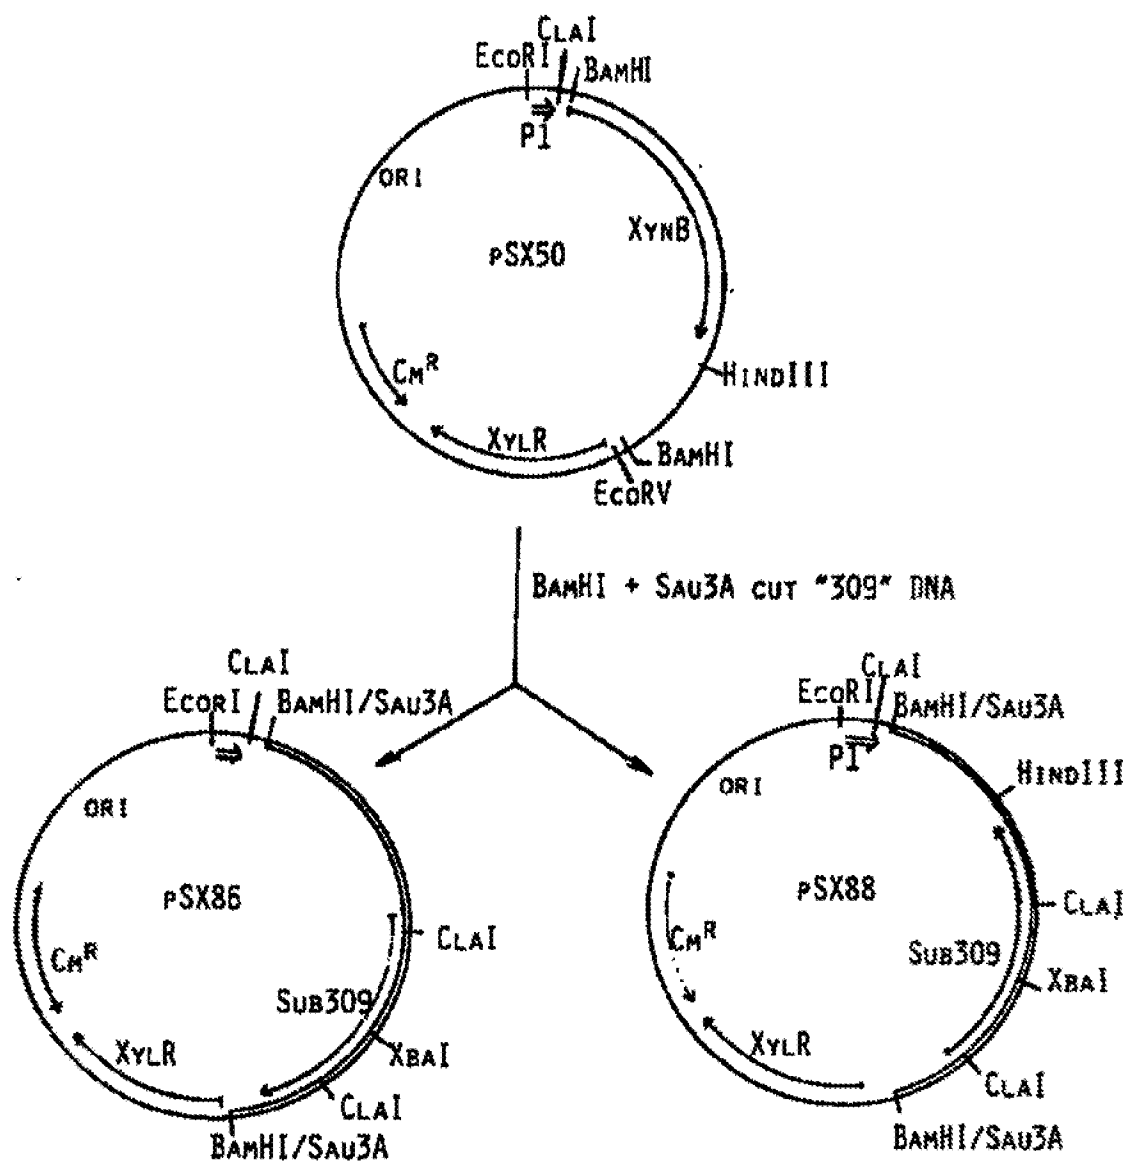 ClaI
EcoRI
BamHI
P1
ORI
XynB
pSX50
CmR
HindIII
XylR
BamHI
EcoRV
BamHI + Sau3A cut "309" DNA
ClaI
EcoRI
BamHI/Sau3A
ORI
pSX86
ClaI
CmR
Sub309
XylR
XbaI
ClaI
BamHI/Sau3A
ClaI
EcoRI
BamHI/Sau3A
P1
HindIII
ORI
pSX88
ClaI
CmR
Sub309
XbaI
XylR
ClaI
BamHI/Sau3A